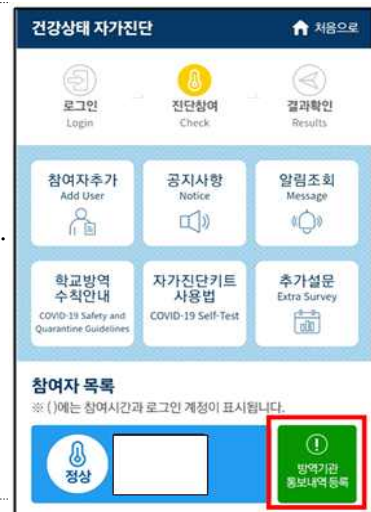 건강상태 자가진단
처음으로
로그인
Login
진단참여
Check
결과확인
Results
참여자추가
Add User
공지사항
Notice
알림조회
Message
학교방역
수칙안내
COVID-19 Safety and
Quarantine Guidelines
자가진단키트
사용법
COVID-19 Self-Test
추가설문
Extra Survey
참여자 목록
※ ( )에는 참여시간과 로그인 계정이 표시됩니다.
정상
방역기관
통보내역 등록